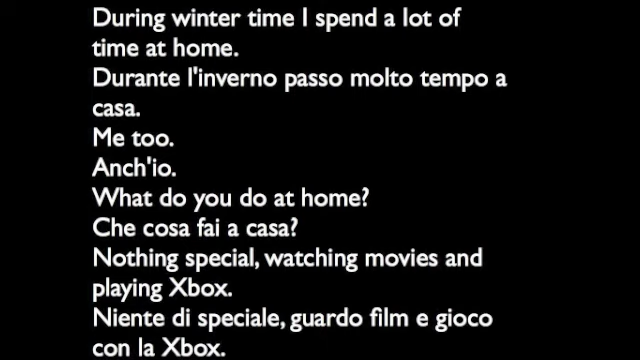 During winter time I spend a lot of
time at home.
Durante l'inverno passo molto tempo a
casa.
Me too.
Anch'io.
What do you do at home?
Che cosa fai a casa?
Nothing special, watching movies and
playing Xbox.
Niente di speciale, guardo film e gioco
con la Xbox.